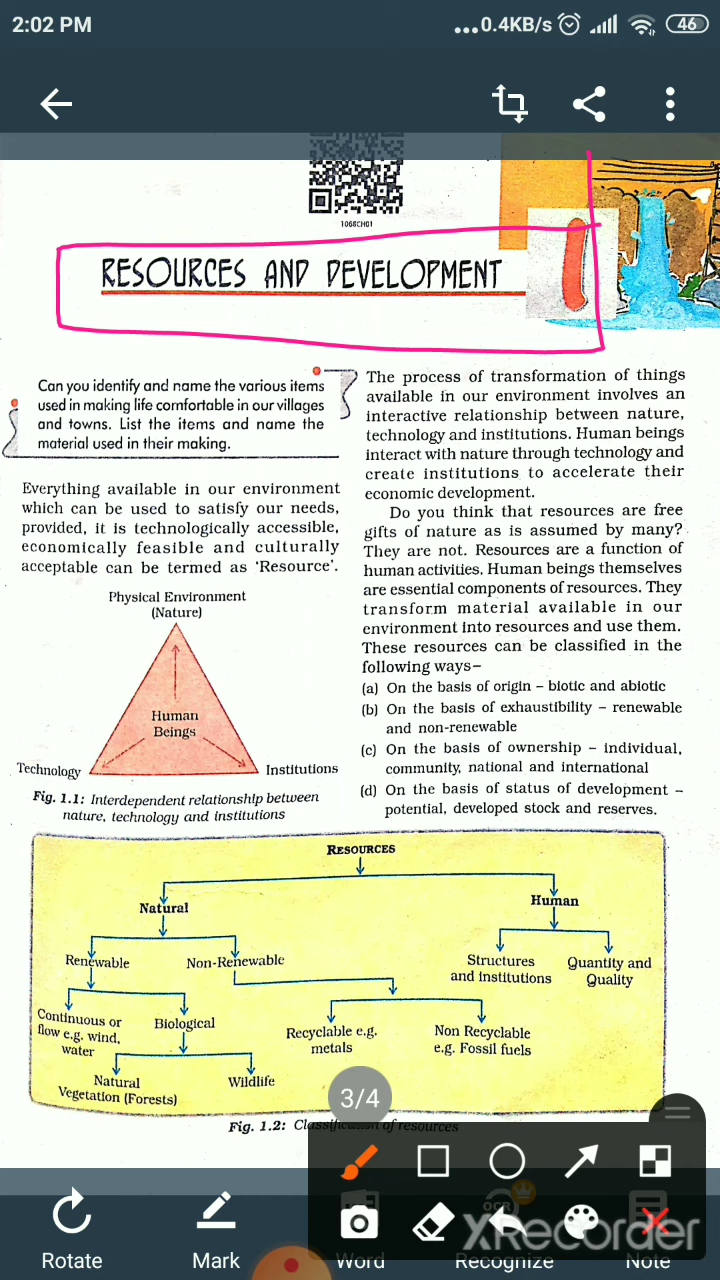 2:02 PM
...0.4KB/s
46
1068CH01
RESOURCES AND DEVELOPMENT
1
Can you identify and name the various items
used in making life comfortable in our villages
and towns. List the items and name the
material used in their making.
Everything available in our environment
which can be used to satisfy our needs,
provided, it is technologically accessible,
economically feasible and culturally
acceptable can be termed as ‘Resource’.
Physical Environment
(Nature)
Human
Beings
Technology
Institutions
Fig. 1.1: Interdependent relationship between
nature, technology and institutions
The process of transformation of things
available in our environment involves an
interactive relationship between nature,
technology and institutions. Human beings
interact with nature through technology and
create institutions to accelerate their
economic development.
Do you think that resources are free
gifts of nature as is assumed by many?
They are not. Resources are a function of
human activities. Human beings themselves
are essential components of resources. They
transform material available in our
environment into resources and use them.
These resources can be classified in the
following ways–
(a) On the basis of origin – biotic and abiotic
(b) On the basis of exhaustibility – renewable
and non-renewable
(c) On the basis of ownership – individual,
community, national and international
(d) On the basis of status of development –
potential, developed stock and reserves.
RESOURCES
Natural
Human
Renewable
Non-Renewable
Structures
and institutions
Quantity and
Quality
Continuous or
flow e.g. wind,
water
Biological
Recyclable e.g.
metals
Non Recyclable
e.g. Fossil fuels
Natural
Vegetation (Forests)
Wildlife
3/4
Fig. 1.2: Classification of resources
OCR
XRecorder
Rotate
Mark
Word
Recognize
Note